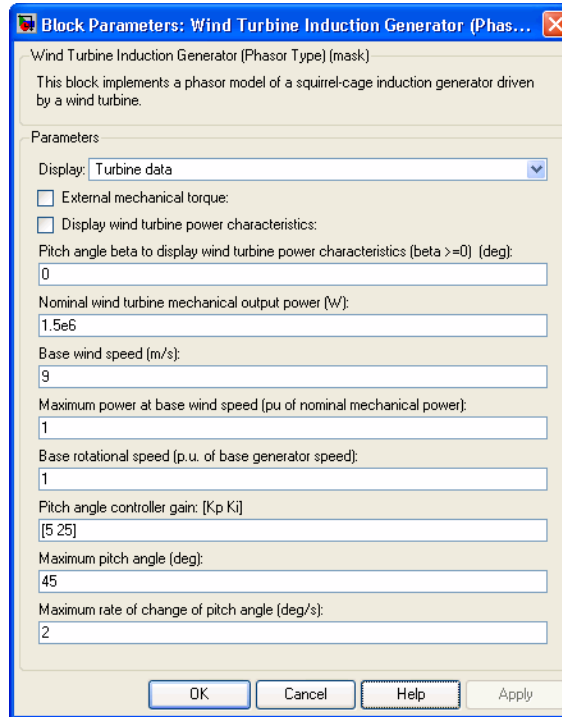 Block Parameters: Wind Turbine Induction Generator (Phas...
Wind Turbine Induction Generator (Phasor Type) (mask)
This block implements a phasor model of a squirrel-cage induction generator driven
by a wind turbine.
Parameters
Display: Turbine data
External mechanical torque:
Display wind turbine power characteristics:
Pitch angle beta to display wind turbine power characteristics (beta >=0) (deg):
0
Nominal wind turbine mechanical output power (W):
1.5e6
Base wind speed (m/s):
9
Maximum power at base wind speed (pu of nominal mechanical power):
1
Base rotational speed (p.u. of base generator speed):
1
Pitch angle controller gain: [Kp Ki]
[5 25]
Maximum pitch angle (deg):
45
Maximum rate of change of pitch angle (deg/s):
2
OK Cancel Help Apply